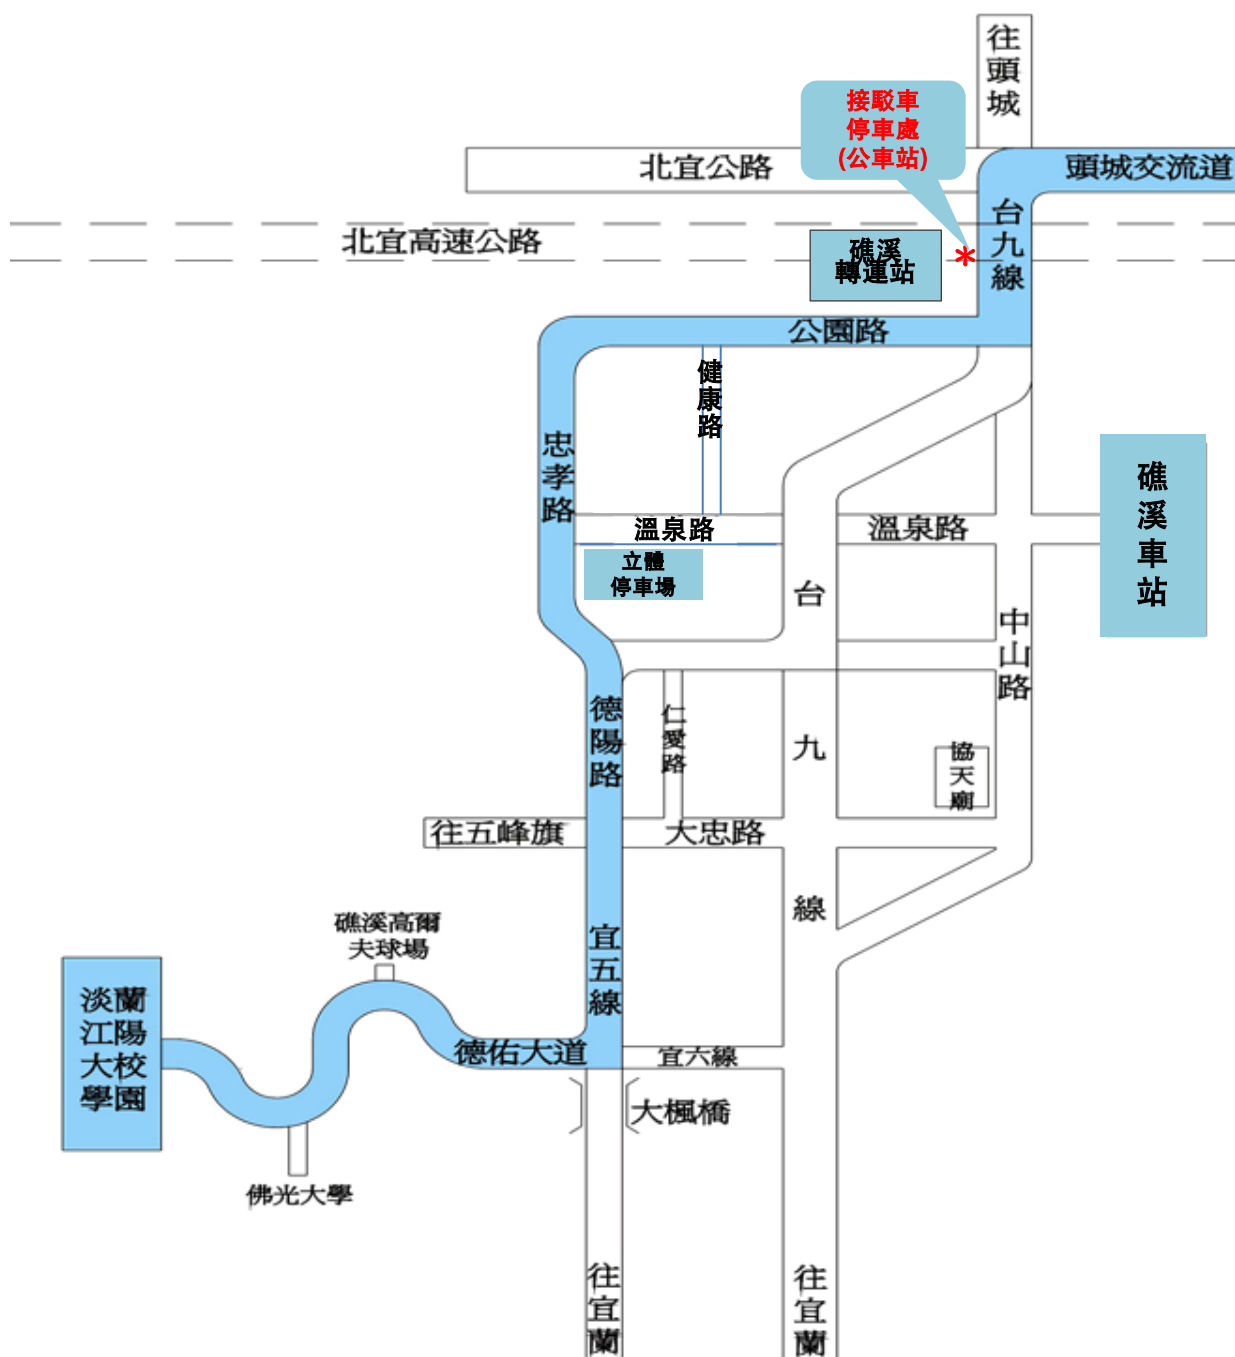 往頭城
接駁車
停車處
(公車站)
北宜公路
頭城交流道
台九線
北宜高速公路
礁溪
轉運站
*
公園路
健康路
忠孝路
溫泉路
溫泉路
礁溪車站
立體
停車場
台九線
中山路
德陽路
仁愛路
協天廟
往五峰旗
大忠路
礁溪高爾
夫球場
宜五線
淡江大學
蘭陽校園
德佑大道
宜六線
大楓橋
佛光大學
往宜蘭
往宜蘭